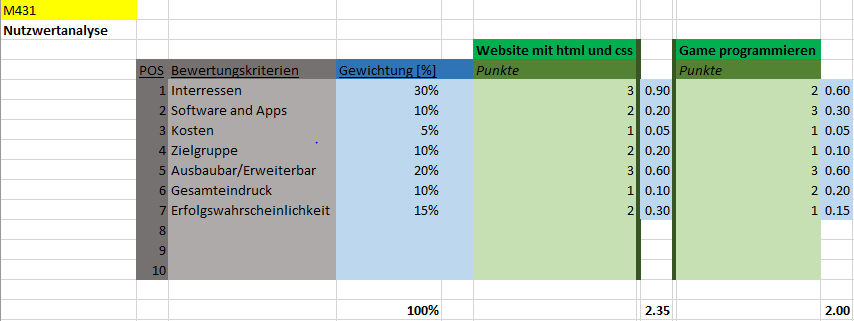 M431
Nutzwertanalyse
Website mit html und css Game programmieren
POS Bewertungskriterien Gewichtung [%] Punkte Punkte
1 Interressen 30% 3 0.90 2 0.60
2 Software and Apps 10% 2 0.20 3 0.30
3 Kosten 5% 1 0.05 1 0.05
4 Zielgruppe 10% 2 0.20 1 0.10
5 Ausbaubar/Erweiterbar 20% 3 0.60 3 0.60
6 Gesamteindruck 10% 1 0.10 2 0.20
7 Erfolgswahrscheinlichkeit 15% 2 0.30 1 0.15
8
9
10
100% 2.35 2.00